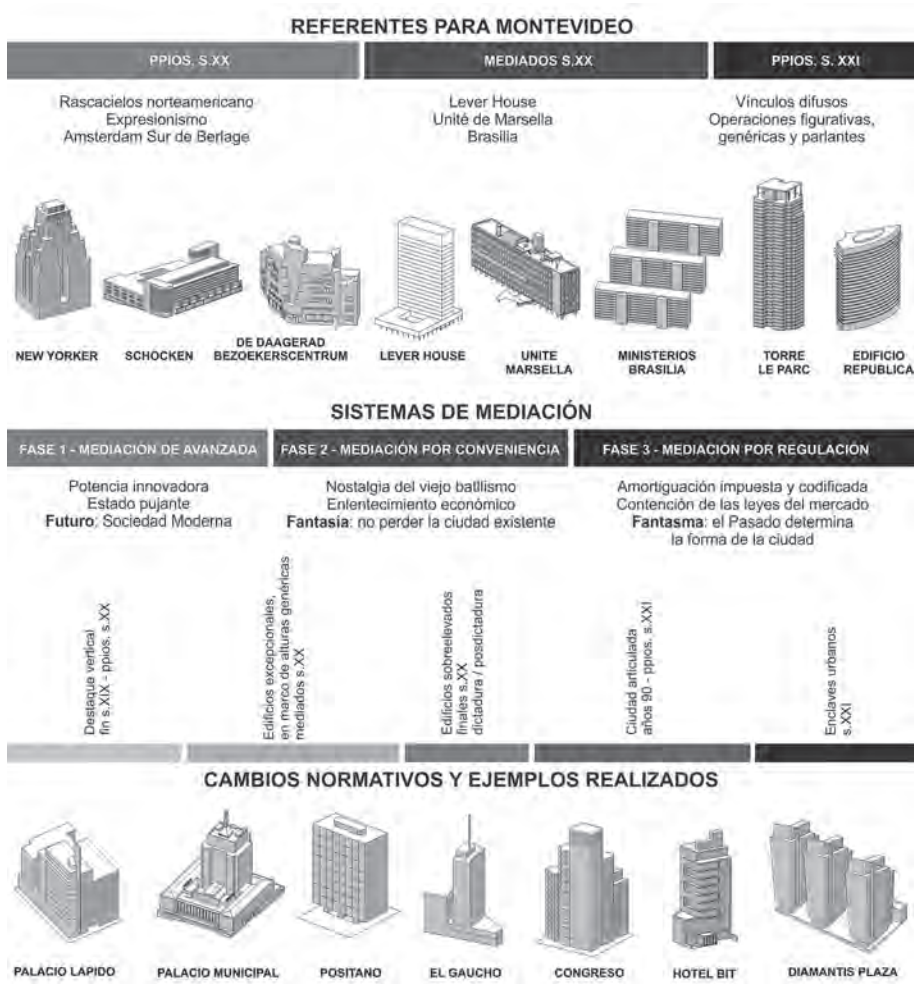 REFERENTES PARA MONTEVIDEO
PPIOS. S.XX
MEDIADOS S.XX
PPIOS. S. XXI
Rascacielos norteamericano
Expresionismo
Amsterdam Sur de Berlage
Lever House
Unité de Marsella
Brasilia
Vínculos difusos
Operaciones figurativas,
genéricas y parlantes
NEW YORKER
SCHOCKEN
DE DAAGERAD
BEZOEKERSCENTRUM
LEVER HOUSE
UNITE
MARSELLA
MINISTERIOS
BRASILIA
TORRE
LE PARC
EDIFICIO
REPUBLICA
SISTEMAS DE MEDIACIÓN
FASE 1 - MEDIACIÓN DE AVANZADA
FASE 2 - MEDIACIÓN POR CONVENIENCIA
FASE 3 - MEDIACIÓN POR REGULACIÓN
Potencia innovadora
Estado pujante
Futuro: Sociedad Moderna
Nostalgia del viejo batllismo
Enlentecimiento económico
Fantasía: no perder la ciudad existente
Amortiguación impuesta y codificada
Contención de las leyes del mercado
Fantasma: el Pasado determina
la forma de la ciudad
Destaque vertical
fin s.XIX - ppios. s.XX
Edificios excepcionales,
en marco de alturas genéricas
mediados s.XX
Edificios sobreelevados
finales s.XX
dictadura / posdictadura
Ciudad articulada
años 90 - ppios. s.XXI
Enclaves urbanos
s.XXI
CAMBIOS NORMATIVOS Y EJEMPLOS REALIZADOS
PALACIO LAPIDO
PALACIO MUNICIPAL
POSITANO
EL GAUCHO
CONGRESO
HOTEL BIT
DIAMANTIS PLAZA